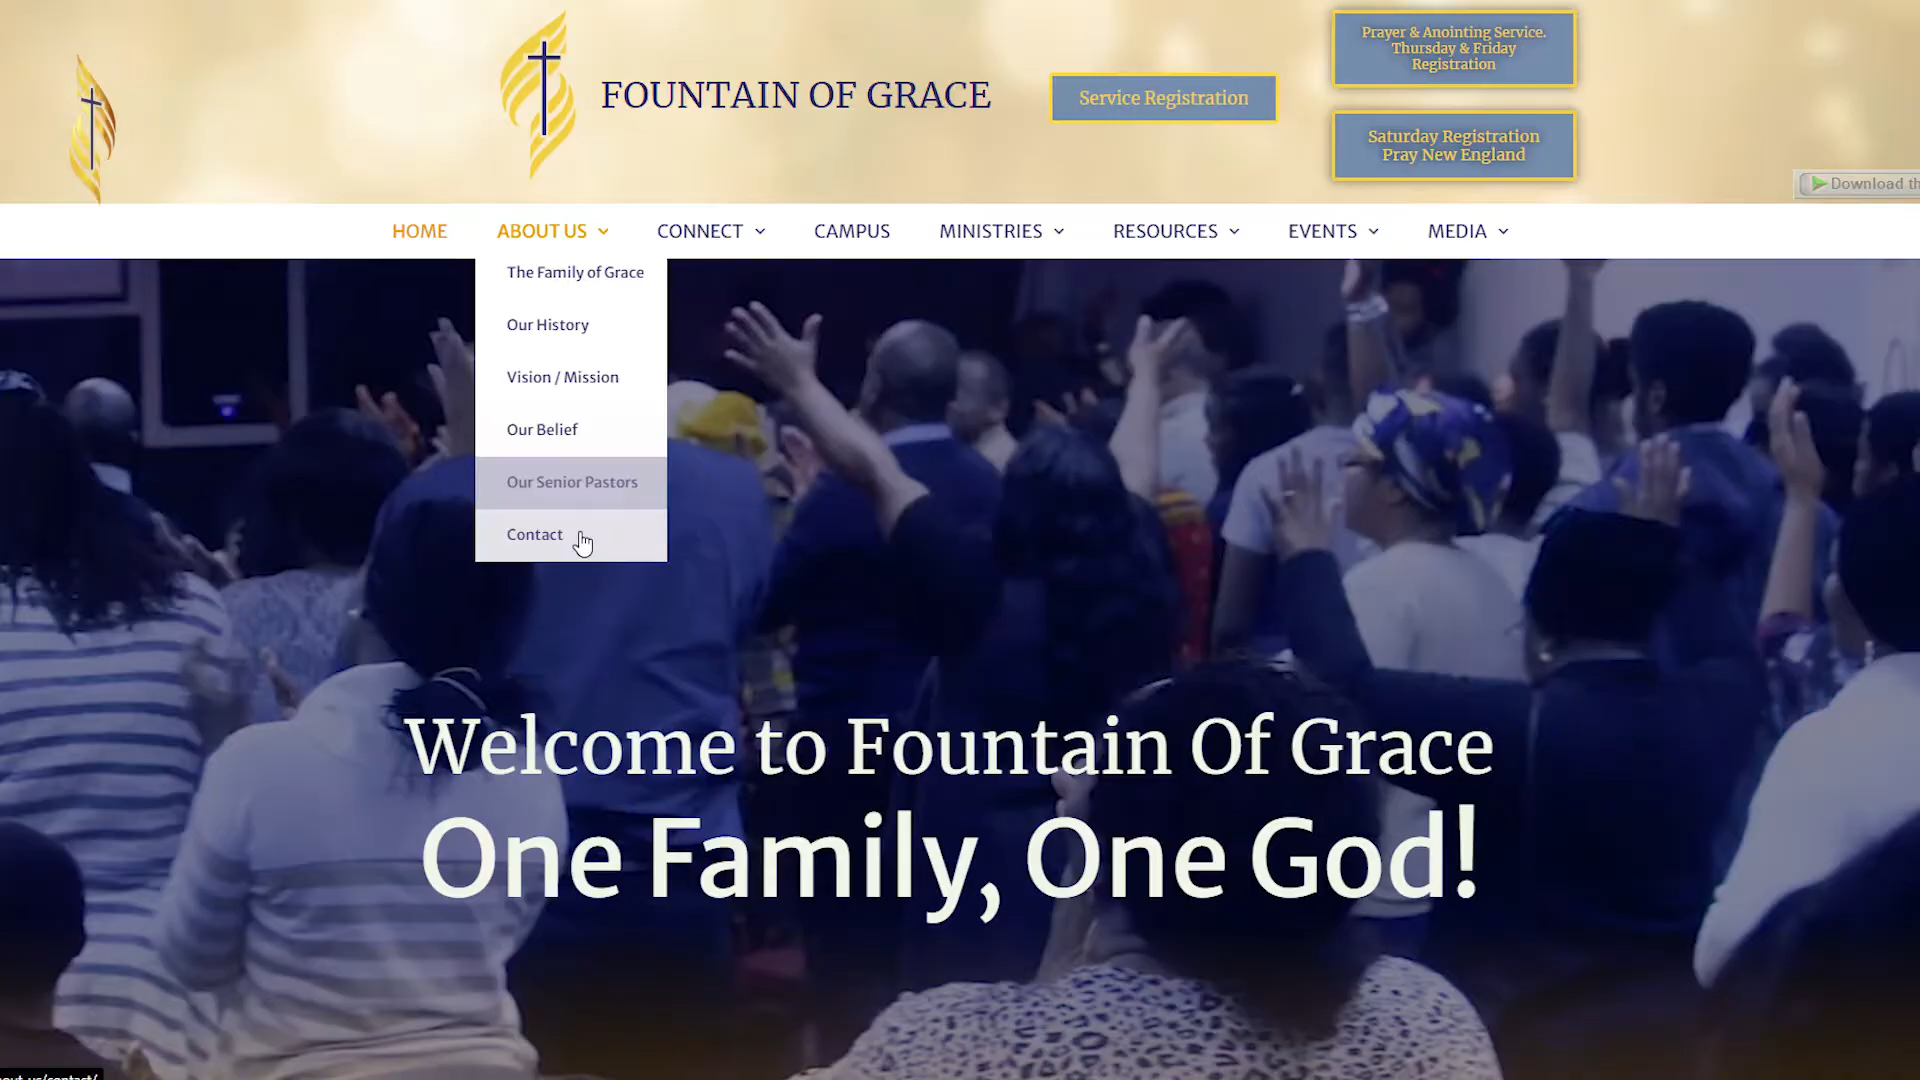 Prayer & Anointing Service.
Thursday & Friday
Registration
FOUNTAIN OF GRACE
Service Registration
Saturday Registration
Pray New England
Download th
HOME
ABOUT US
CONNECT
CAMPUS
MINISTRIES
RESOURCES
EVENTS
MEDIA
The Family of Grace
Our History
Vision / Mission
Our Belief
Our Senior Pastors
Contact
Welcome to Fountain Of Grace
One Family, One God!